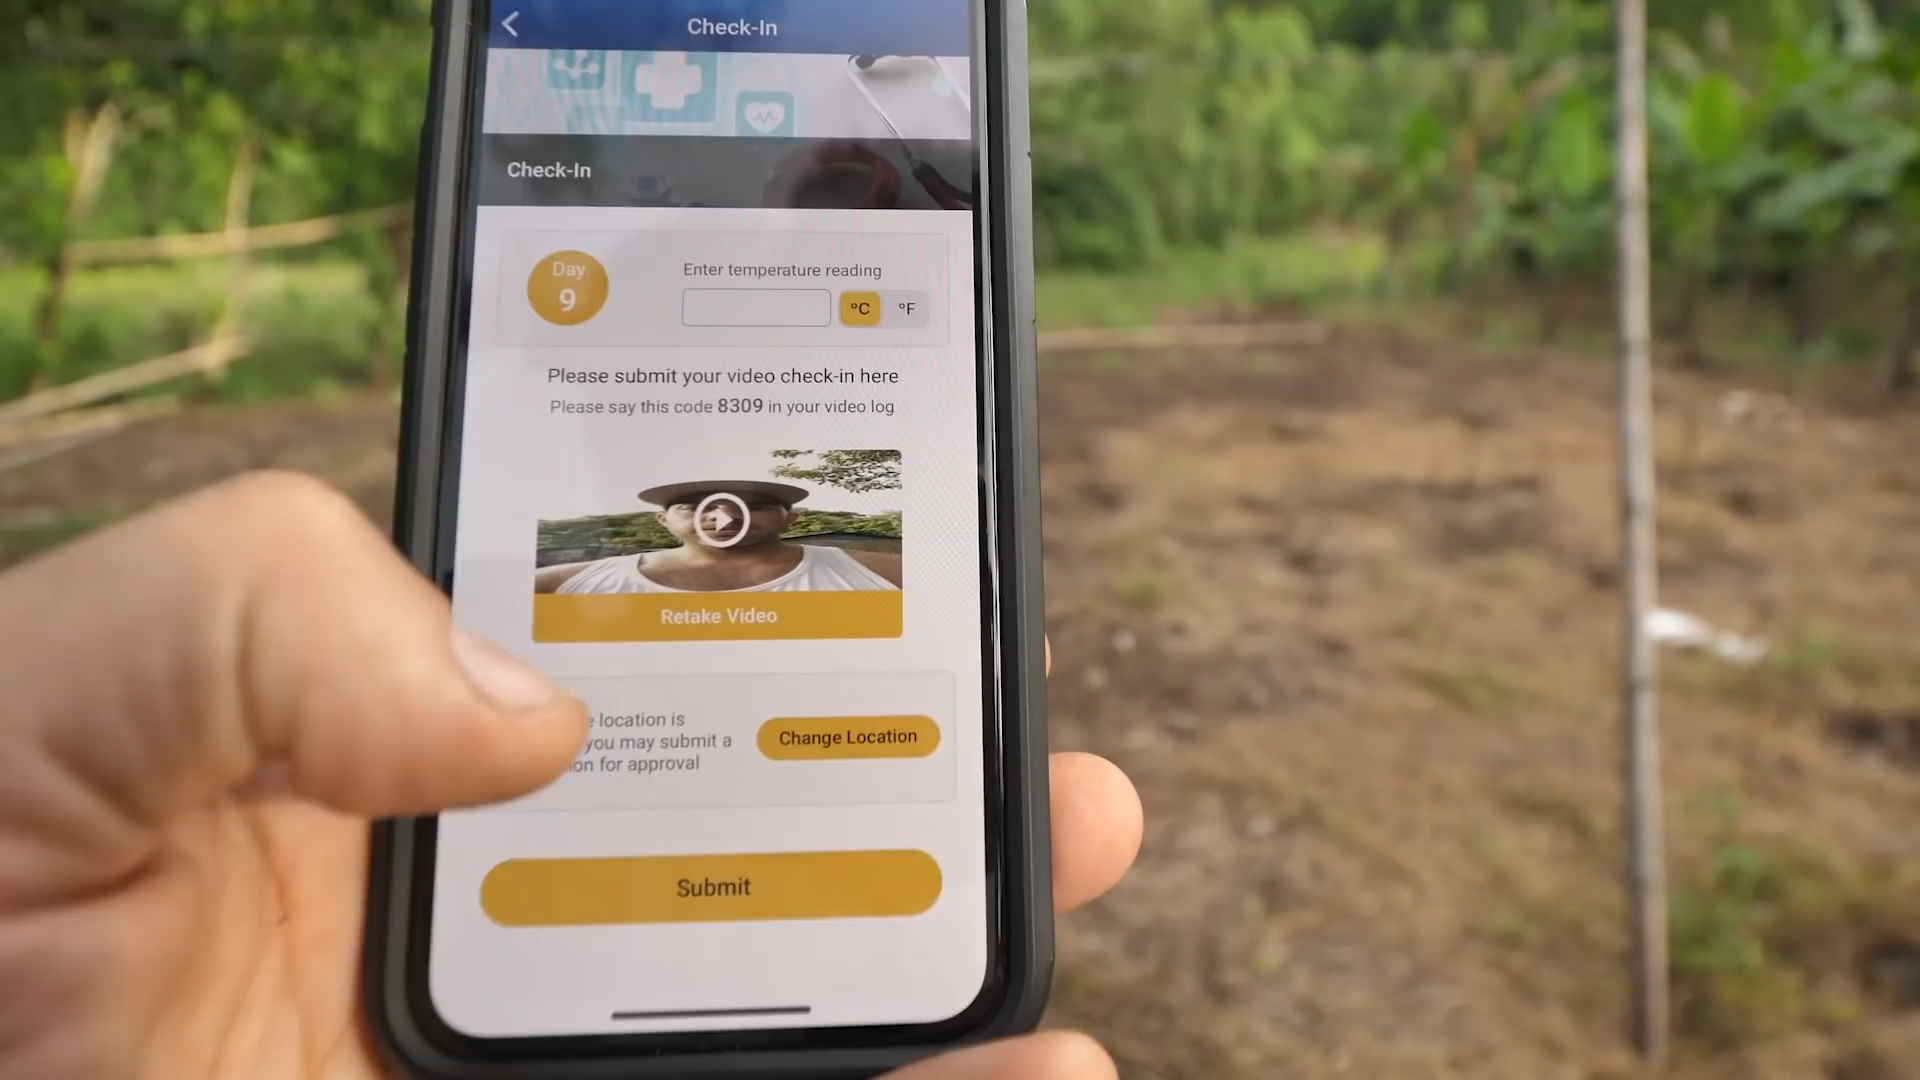 Check-In
Check-In
Day
9
Enter temperature reading
°C
°F
Please submit your video check-in here
Please say this code 8309 in your video log
Retake Video
location is
you may submit a
for approval
Change Location
Submit